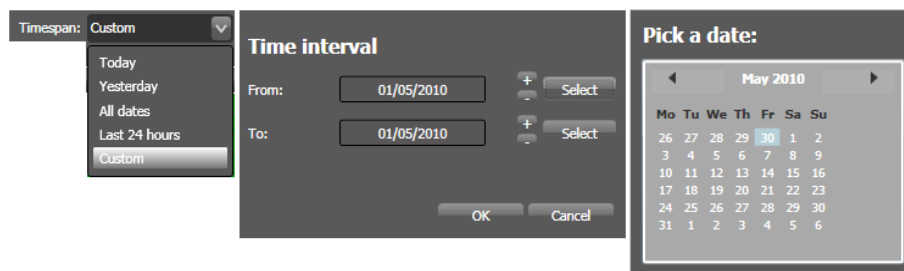 Timespan: Custom
Today
Yesterday
All dates
Last 24 hours
Custom
Time interval
From: 01/05/2010 + - Select
To: 01/05/2010 + - Select
OK Cancel
Pick a date:
May 2010
Mo Tu We Th Fr Sa Su
26 27 28 29 30 1 2
3 4 5 6 7 8 9
10 11 12 13 14 15 16
17 18 19 20 21 22 23
24 25 26 27 28 29 30
31 1 2 3 4 5 6